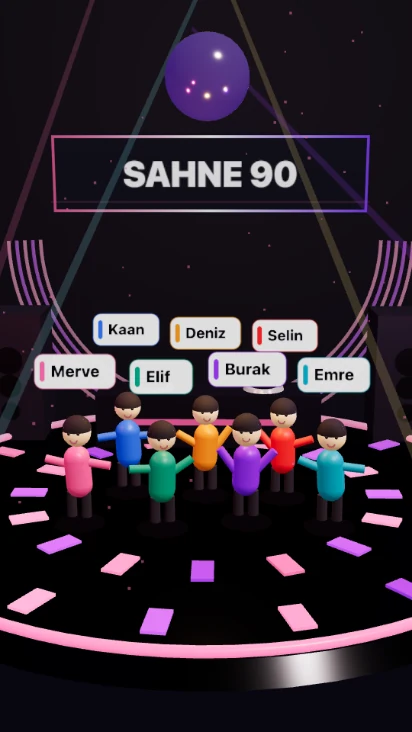 SAHNE 90
Kaan
Deniz
Selin
Merve
Elif
Burak
Emre